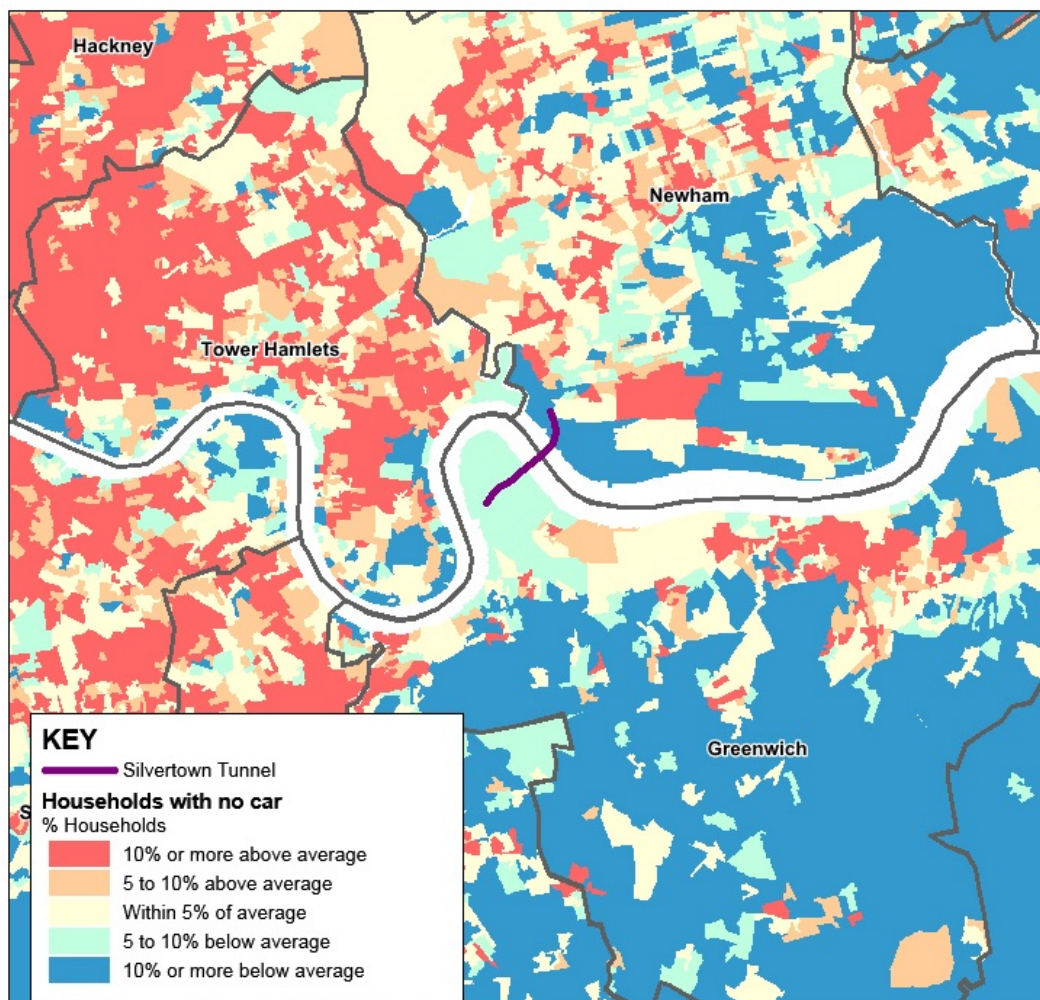 Hackney
Newham
Tower Hamlets
Greenwich
KEY
Silvertown Tunnel
Households with no car
% Households
10% or more above average
5 to 10% above average
Within 5% of average
5 to 10% below average
10% or more below average